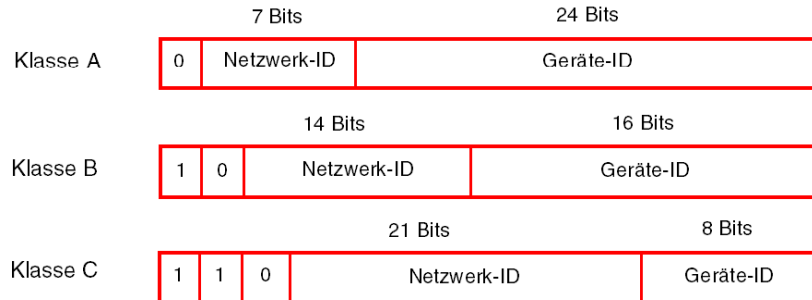 7 Bits 24 Bits
Klasse A 0 Netzwerk-ID Geräte-ID
14 Bits 16 Bits
Klasse B 1 0 Netzwerk-ID Geräte-ID
21 Bits 8 Bits
Klasse C 1 1 0 Netzwerk-ID Geräte-ID